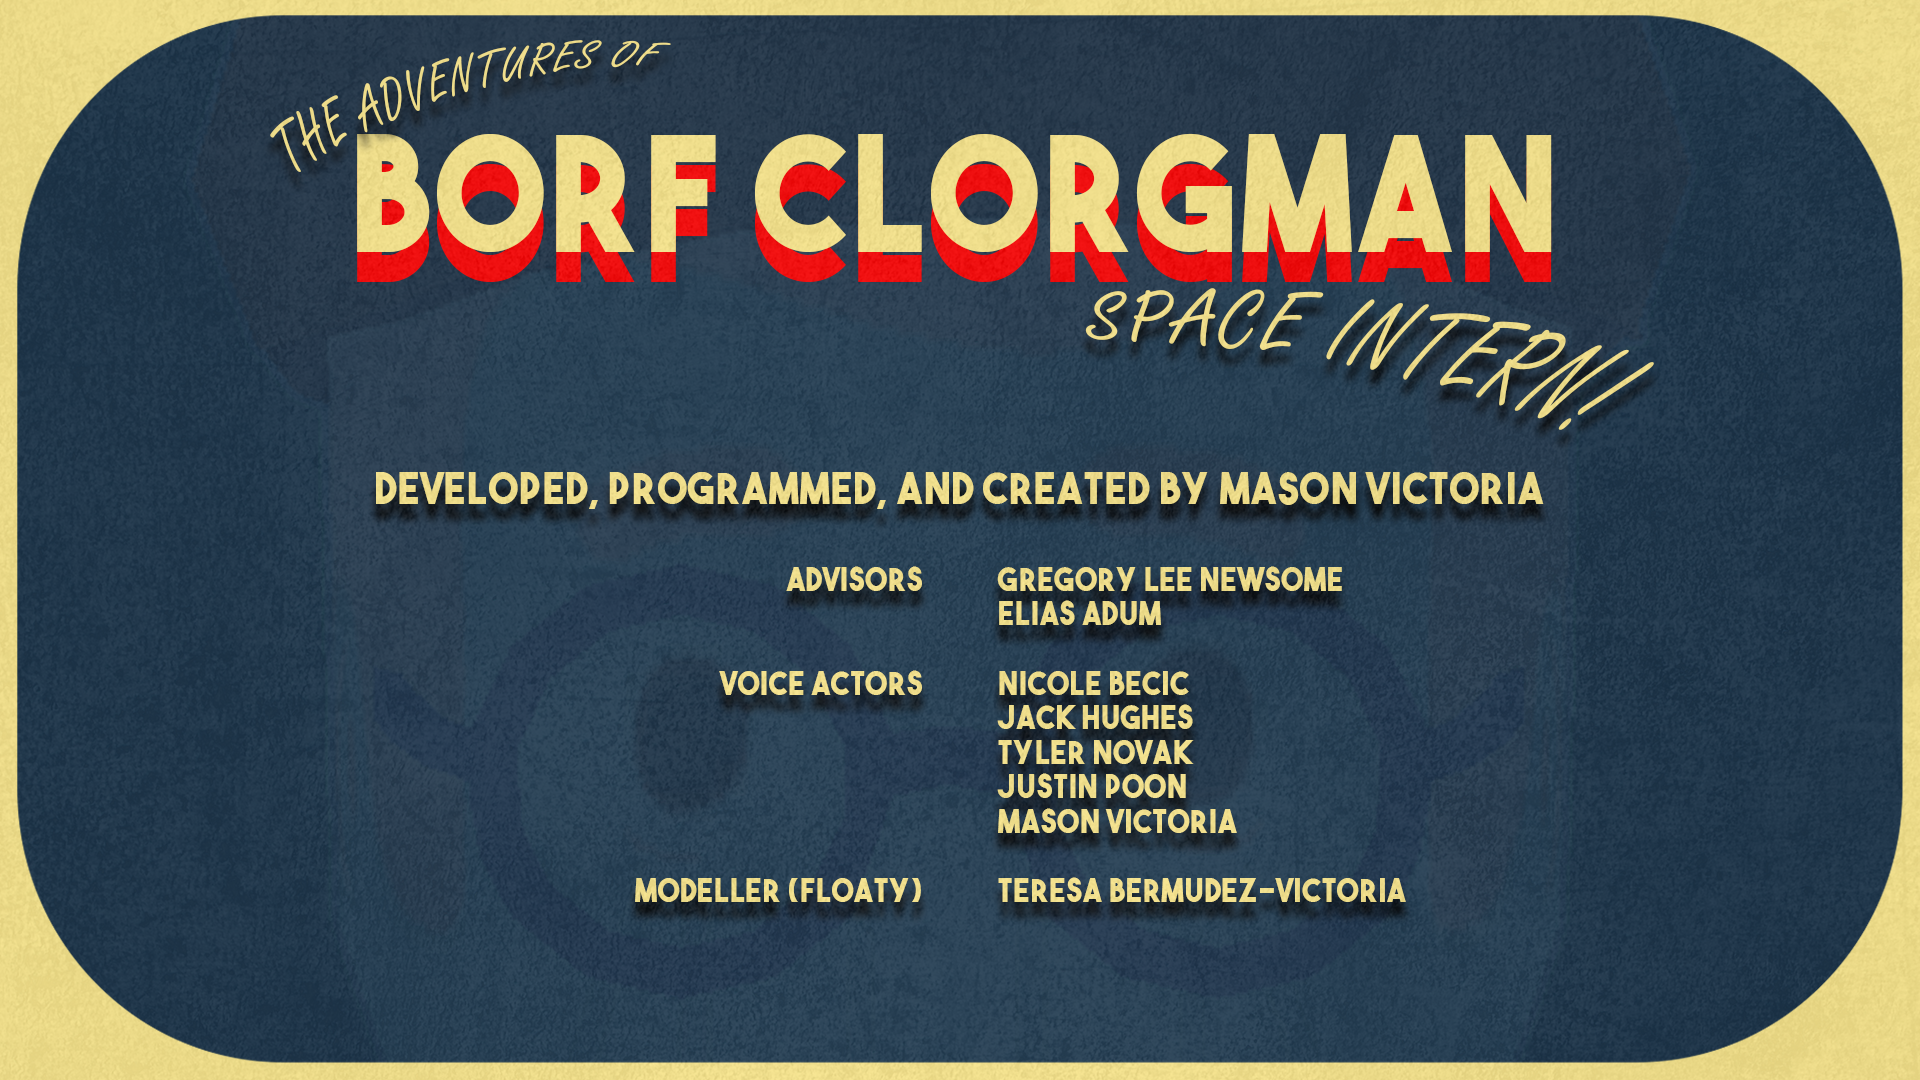 THE ADVENTURES OF
BORF CLORGMAN
SPACE INTERN!
DEVELOPED, PROGRAMMED, AND CREATED BY MASON VICTORIA
ADVISORS GREGORY LEE NEWSOME
ELIAS ADUM
VOICE ACTORS NICOLE BECIC
JACK HUGHES
TYLER NOVAK
JUSTIN POON
MASON VICTORIA
MODELLER (FLOATY) TERESA BERMUDEZ-VICTORIA